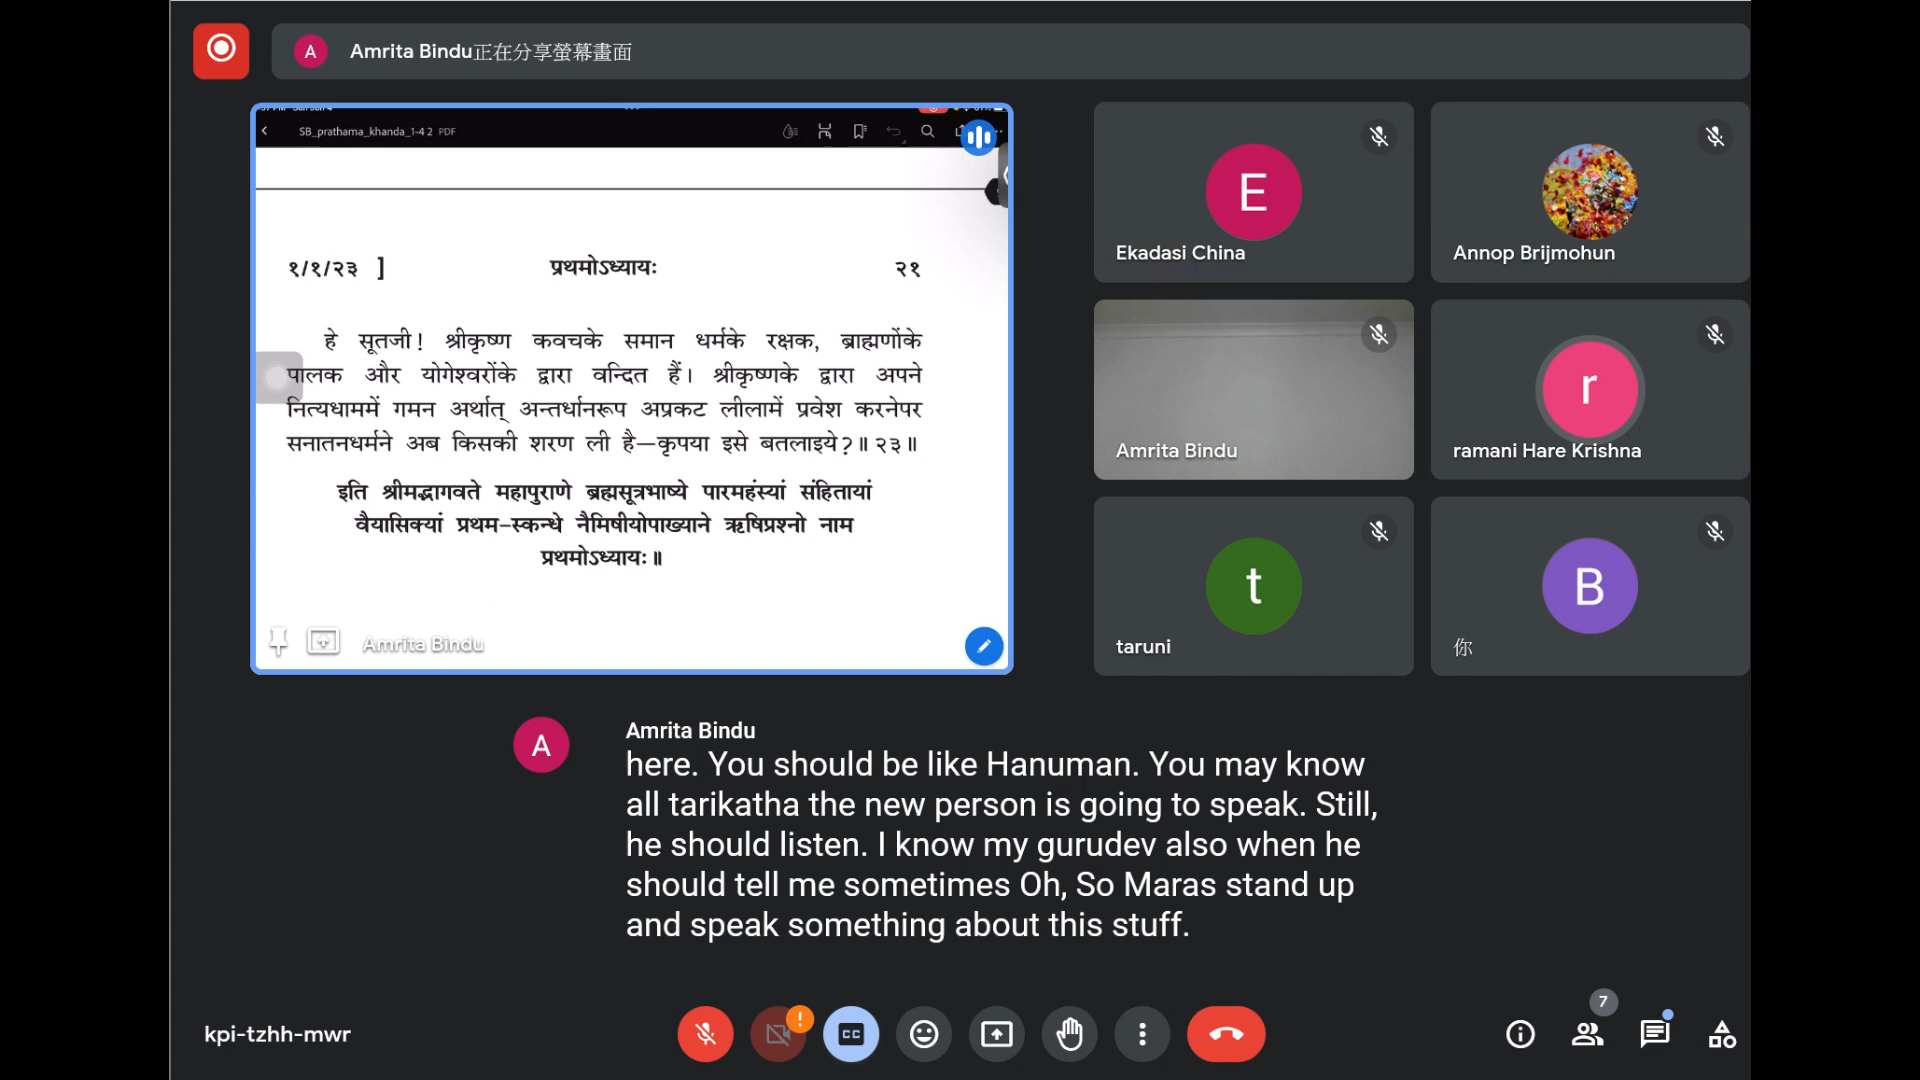 A Amrita Bindu正在分享螢幕畫面
SB_prathama_khanda_1-4 2 PDF
१/१/२३ ] प्रथमोऽध्यायः २१
हे सूतजी! श्रीकृष्ण कवचके समान धर्मके रक्षक, ब्राह्मणोंके
पालक और योगेश्वरोंके द्वारा वन्दित हैं। श्रीकृष्णके द्वारा अपने
नित्यधाममें गमन अर्थात् अन्तर्धानरूप अप्रकट लीलामें प्रवेश करनेपर
सनातनधर्मने अब किसकी शरण ली है—कृपया इसे बतलाइये?॥ २३॥
इति श्रीमद्भागवते महापुराणे ब्रह्मसूत्रभाष्ये पारमहंस्यां संहितायां
वैयासिक्यां प्रथम-स्कन्धे नैमिषीयोपाख्याने ऋषिप्रश्नो नाम
प्रथमोऽध्यायः॥
Amrita Bindu
E
Ekadasi China
Annop Brijmohun
Amrita Bindu
r
ramani Hare Krishna
t
taruni
B
你
A
Amrita Bindu
here. You should be like Hanuman. You may know
all tarikatha the new person is going to speak. Still,
he should listen. I know my gurudev also when he
should tell me sometimes Oh, So Maras stand up
and speak something about this stuff.
kpi-tzhh-mwr
!
CC
7